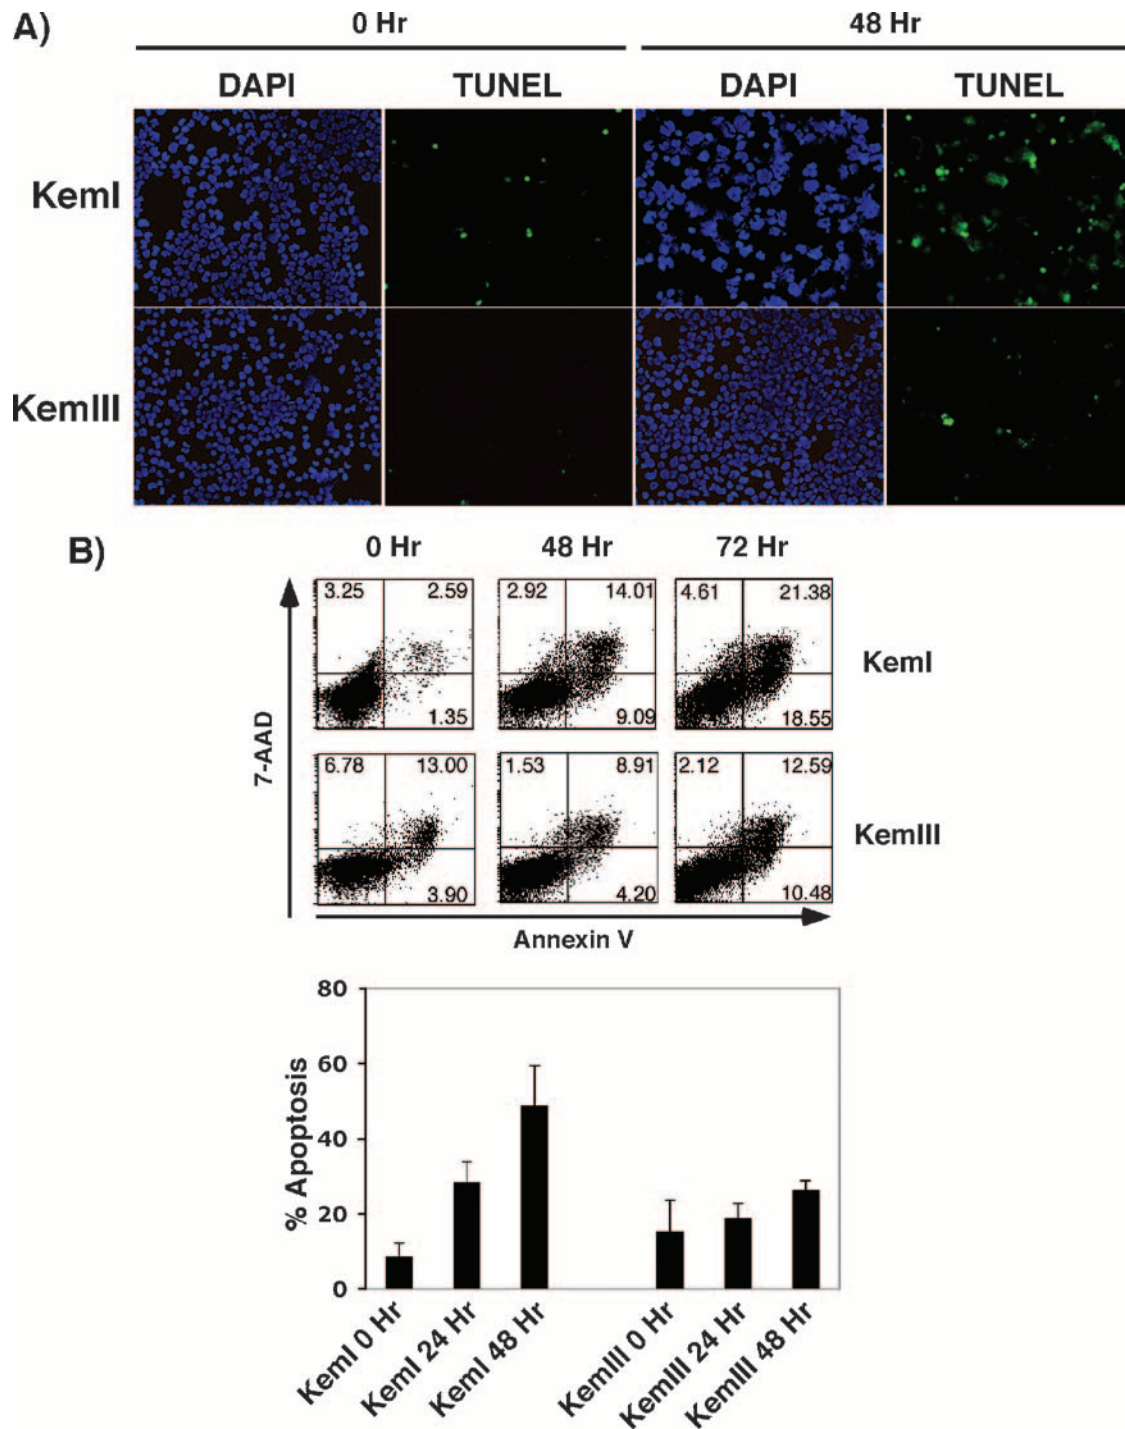 A)
0 Hr 48 Hr
DAPI TUNEL DAPI TUNEL
KemI
KemIII
B)
0 Hr 48 Hr 72 Hr
3.25 2.59 2.92 14.01 4.61 21.38
KemI
1.35 9.09 18.55
7-AAD
6.78 13.00 1.53 8.91 2.12 12.59
KemIII
3.90 4.20 10.48
Annexin V
80
60
40
20
0
% Apoptosis
KemI 0 Hr
KemI 24 Hr
KemI 48 Hr
KemIII 0 Hr
KemIII 24 Hr
KemIII 48 Hr